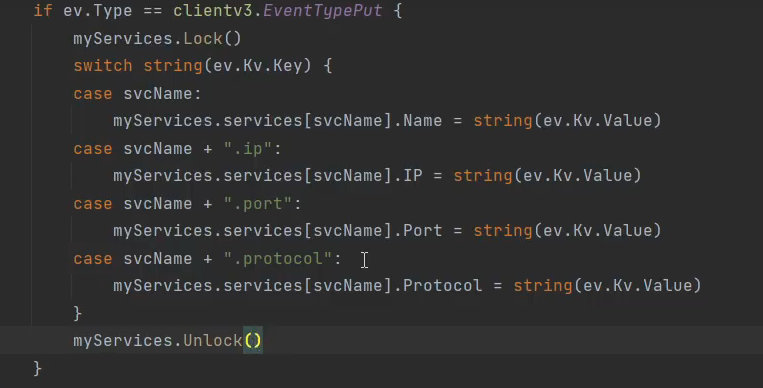 if ev.Type == clientv3.EventTypePut {
myServices.Lock()
switch string(ev.Kv.Key) {
case svcName:
myServices.services[svcName].Name = string(ev.Kv.Value)
case svcName + ".ip":
myServices.services[svcName].IP = string(ev.Kv.Value)
case svcName + ".port":
myServices.services[svcName].Port = string(ev.Kv.Value)
case svcName + ".protocol":
myServices.services[svcName].Protocol = string(ev.Kv.Value)
}
myServices.Unlock()
}